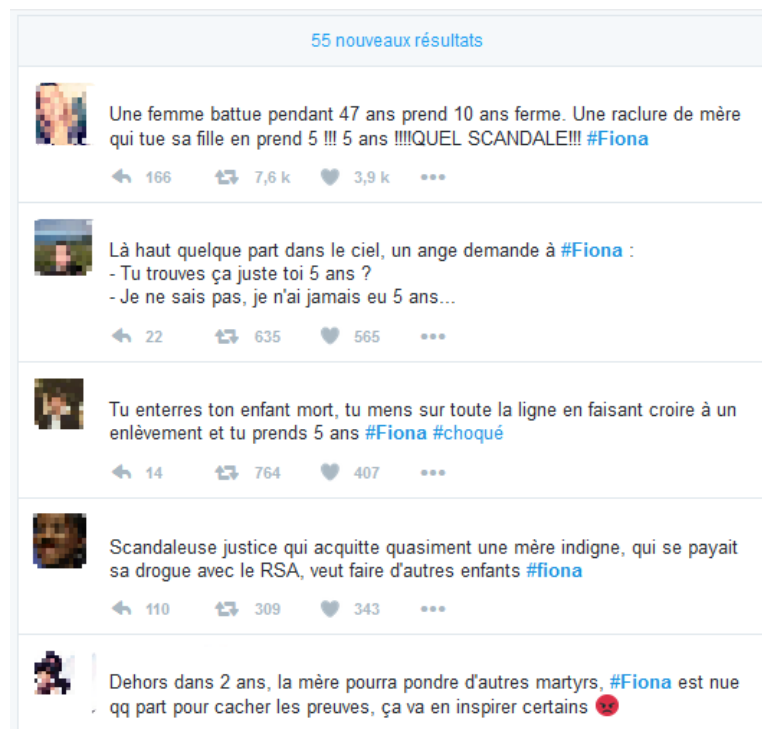 55 nouveaux résultats
Une femme battue pendant 47 ans prend 10 ans ferme. Une raclure de mère
qui tue sa fille en prend 5 !!! 5 ans !!!!QUEL SCANDALE!!! #Fiona
166 7,6 k 3,9 k
Là haut quelque part dans le ciel, un ange demande à #Fiona :
- Tu trouves ça juste toi 5 ans ?
- Je ne sais pas, je n'ai jamais eu 5 ans...
22 635 565
Tu enterres ton enfant mort, tu mens sur toute la ligne en faisant croire à un
enlèvement et tu prends 5 ans #Fiona #choqué
14 764 407
Scandaleuse justice qui acquitte quasiment une mère indigne, qui se payait
sa drogue avec le RSA, veut faire d'autres enfants #fiona
110 309 343
Dehors dans 2 ans, la mère pourra pondre d'autres martyrs, #Fiona est nue
qq part pour cacher les preuves, ça va en inspirer certains